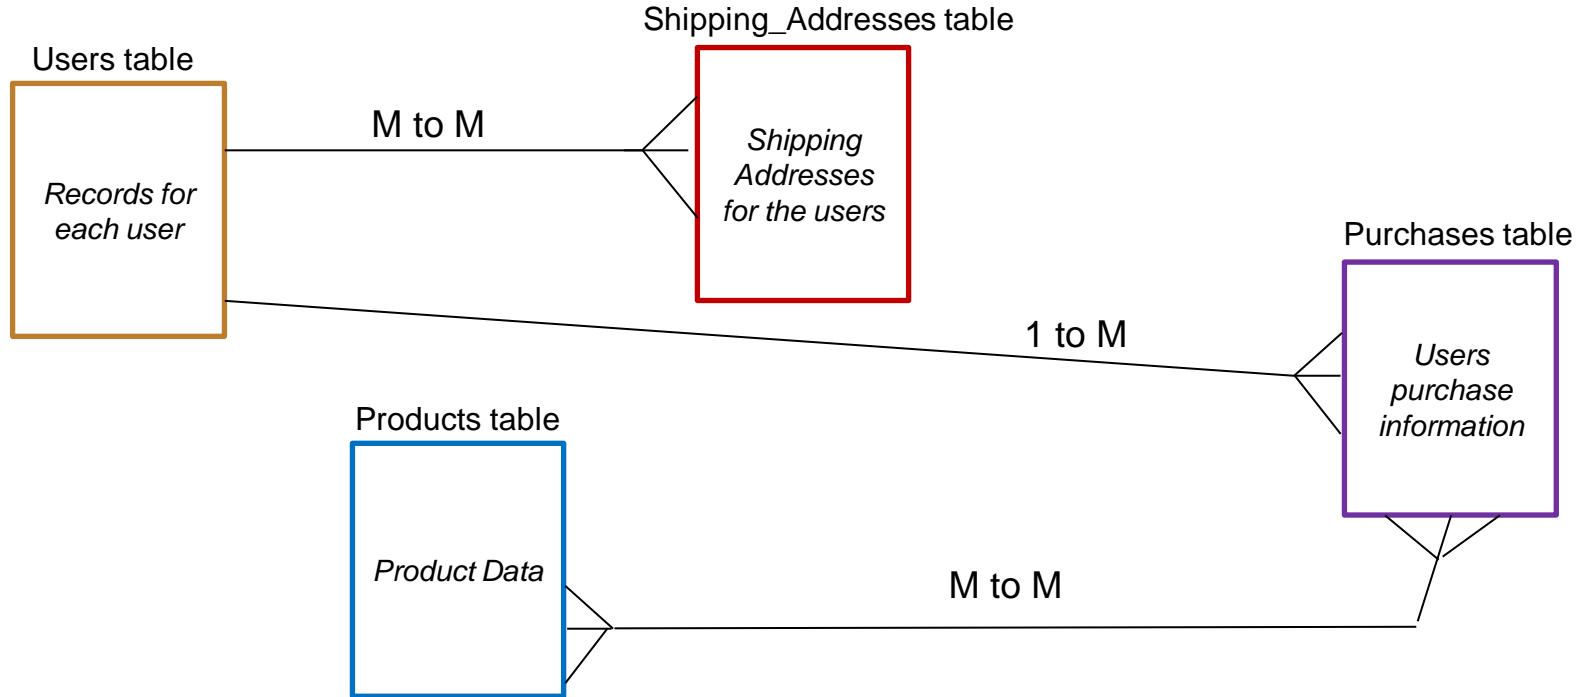 Shipping_Addresses table
Users table
M to M
Shipping
Addresses
for the users
Records for
each user
Purchases table
1 to M
Users
purchase
information
Products table
Product Data
M to M